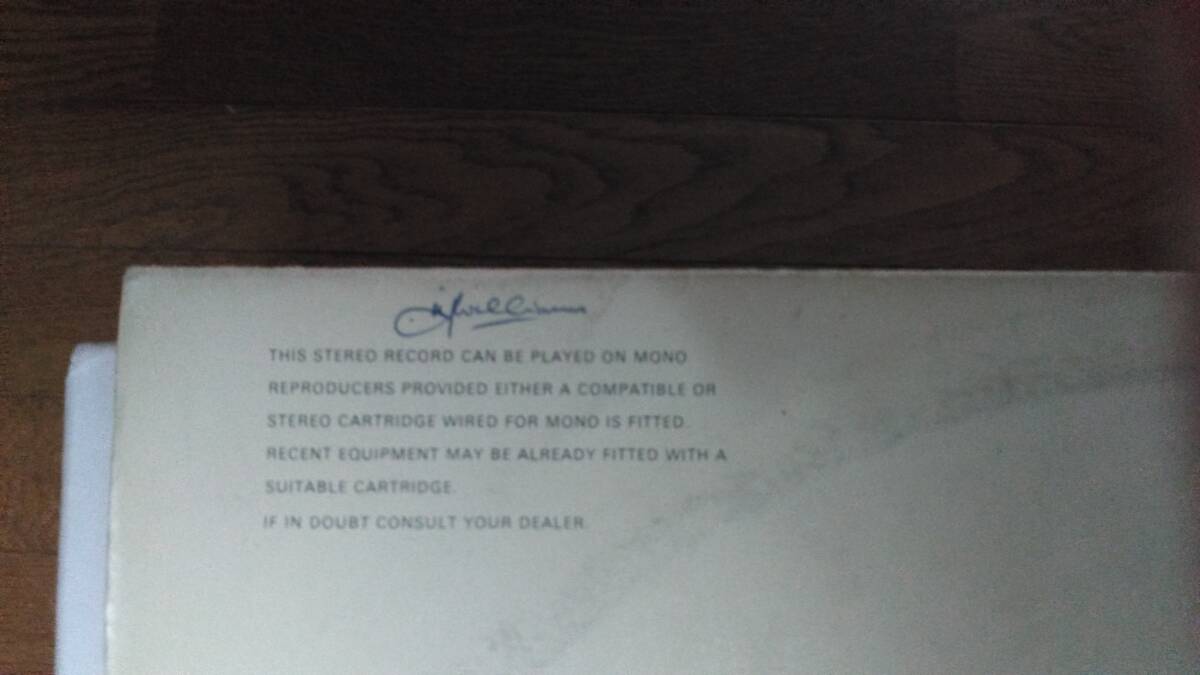 Williams
THIS STEREO RECORD CAN BE PLAYED ON MONO
REPRODUCERS PROVIDED EITHER A COMPATIBLE OR
STEREO CARTRIDGE WIRED FOR MONO IS FITTED.
RECENT EQUIPMENT MAY BE ALREADY FITTED WITH A
SUITABLE CARTRIDGE.
IF IN DOUBT CONSULT YOUR DEALER.